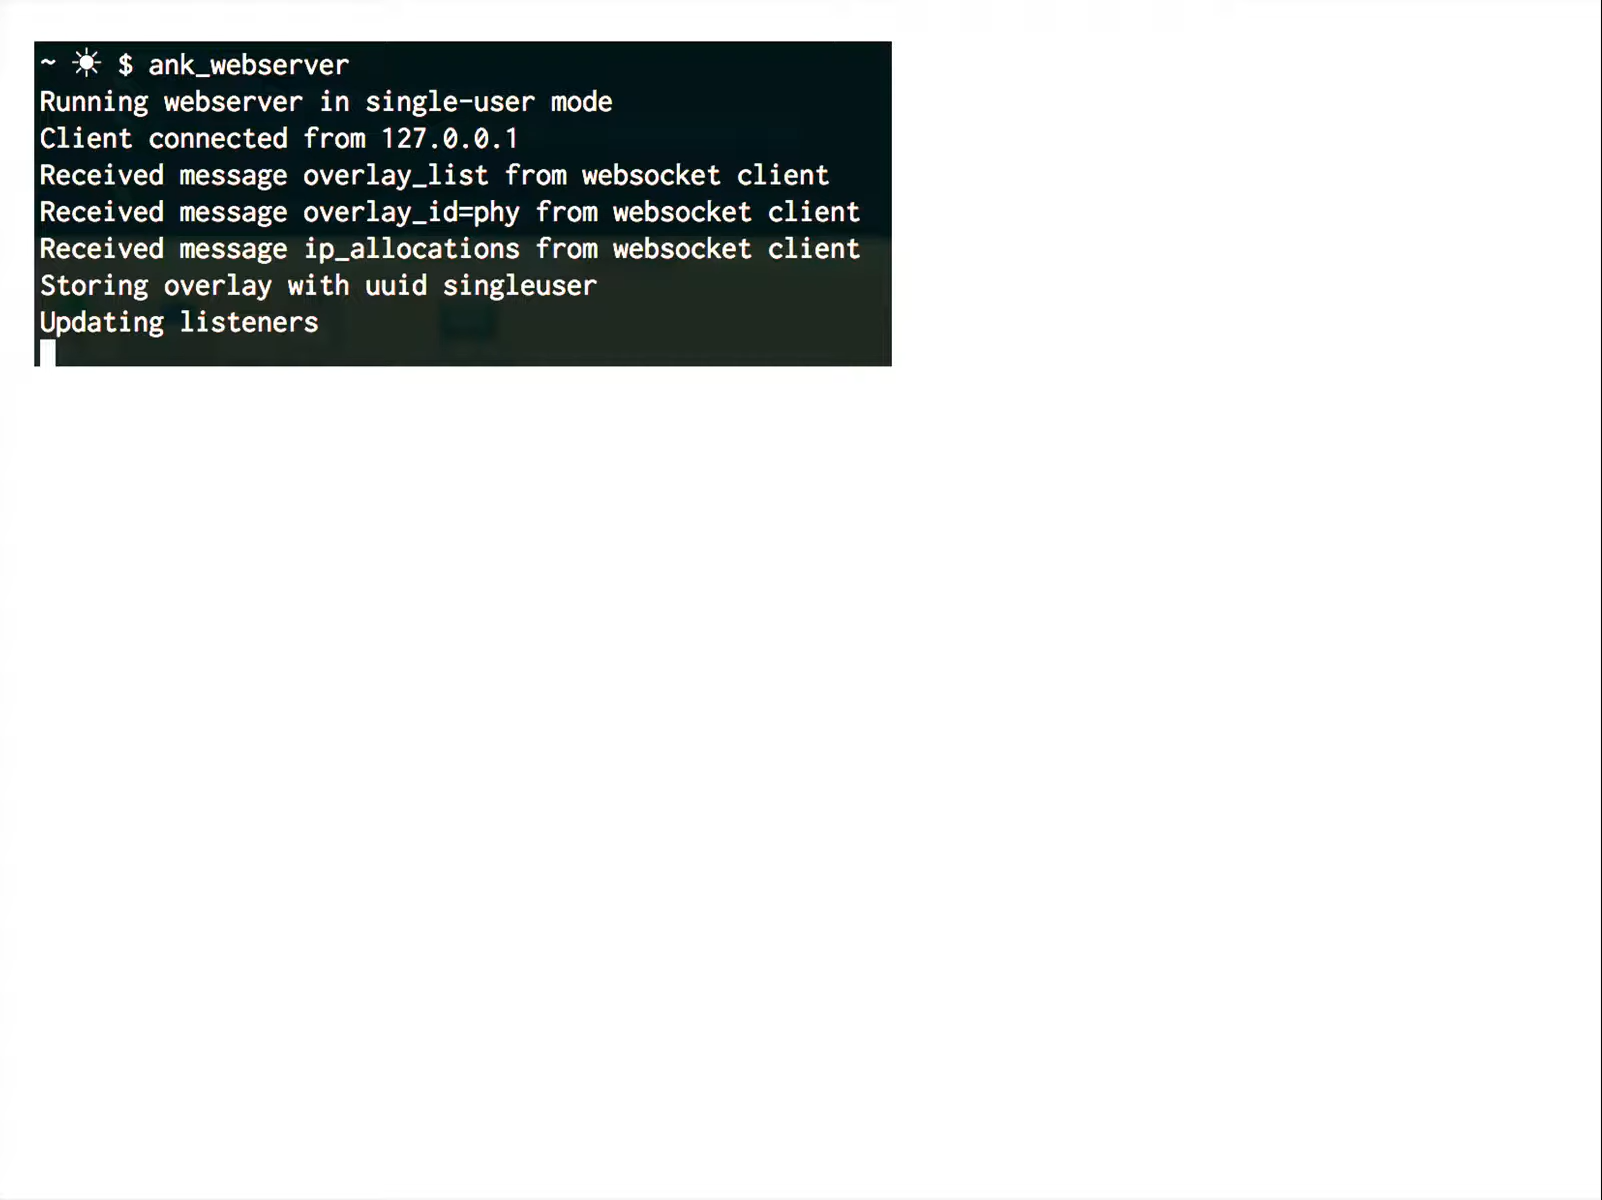 ~ ☀ $ ank_webserver
Running webserver in single-user mode
Client connected from 127.0.0.1
Received message overlay_list from websocket client
Received message overlay_id=phy from websocket client
Received message ip_allocations from websocket client
Storing overlay with uuid singleuser
Updating listeners